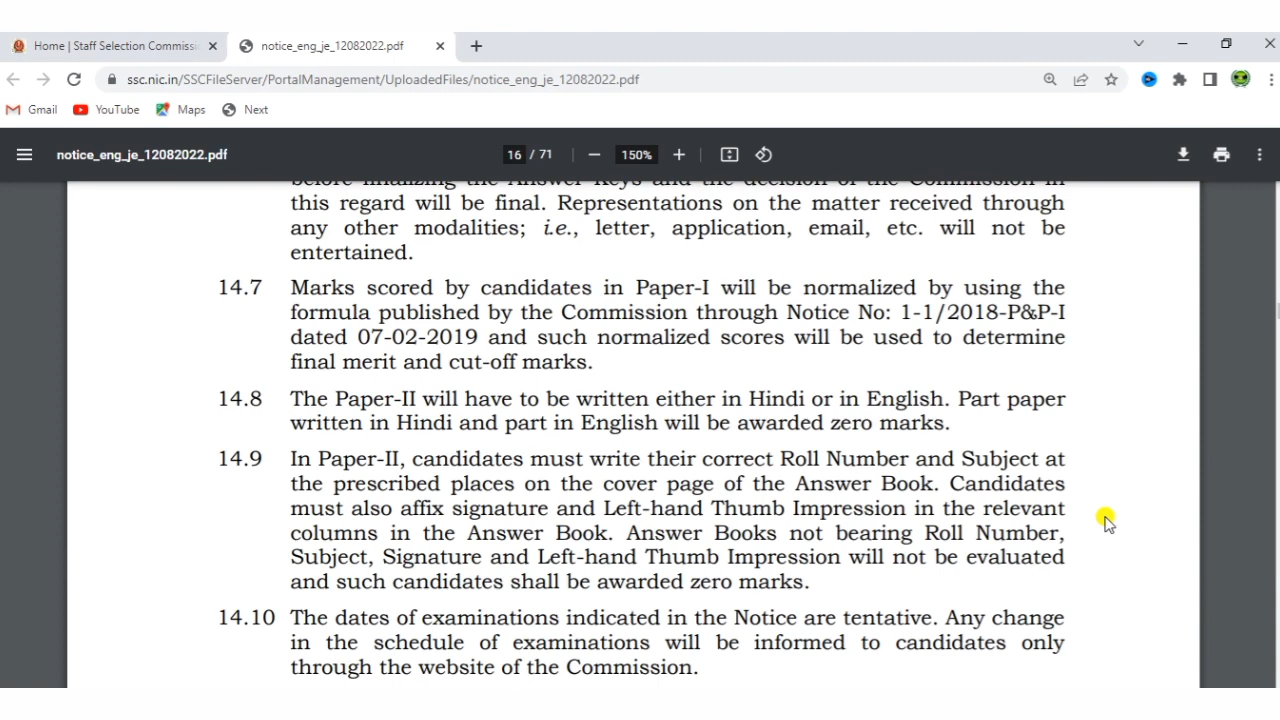 Home | Staff Selection Commissi
notice_eng_je_12082022.pdf
ssc.nic.in/SSCFileServer/PortalManagement/UploadedFiles/notice_eng_je_12082022.pdf
Gmail YouTube Maps Next
notice_eng_je_12082022.pdf 16 / 71 150%
before finalizing the Answer Keys and the decision of the Commission in
this regard will be final. Representations on the matter received through
any other modalities; i.e., letter, application, email, etc. will not be
entertained.
14.7 Marks scored by candidates in Paper-I will be normalized by using the
formula published by the Commission through Notice No: 1-1/2018-P&P-I
dated 07-02-2019 and such normalized scores will be used to determine
final merit and cut-off marks.
14.8 The Paper-II will have to be written either in Hindi or in English. Part paper
written in Hindi and part in English will be awarded zero marks.
14.9 In Paper-II, candidates must write their correct Roll Number and Subject at
the prescribed places on the cover page of the Answer Book. Candidates
must also affix signature and Left-hand Thumb Impression in the relevant
columns in the Answer Book. Answer Books not bearing Roll Number,
Subject, Signature and Left-hand Thumb Impression will not be evaluated
and such candidates shall be awarded zero marks.
14.10 The dates of examinations indicated in the Notice are tentative. Any change
in the schedule of examinations will be informed to candidates only
through the website of the Commission.